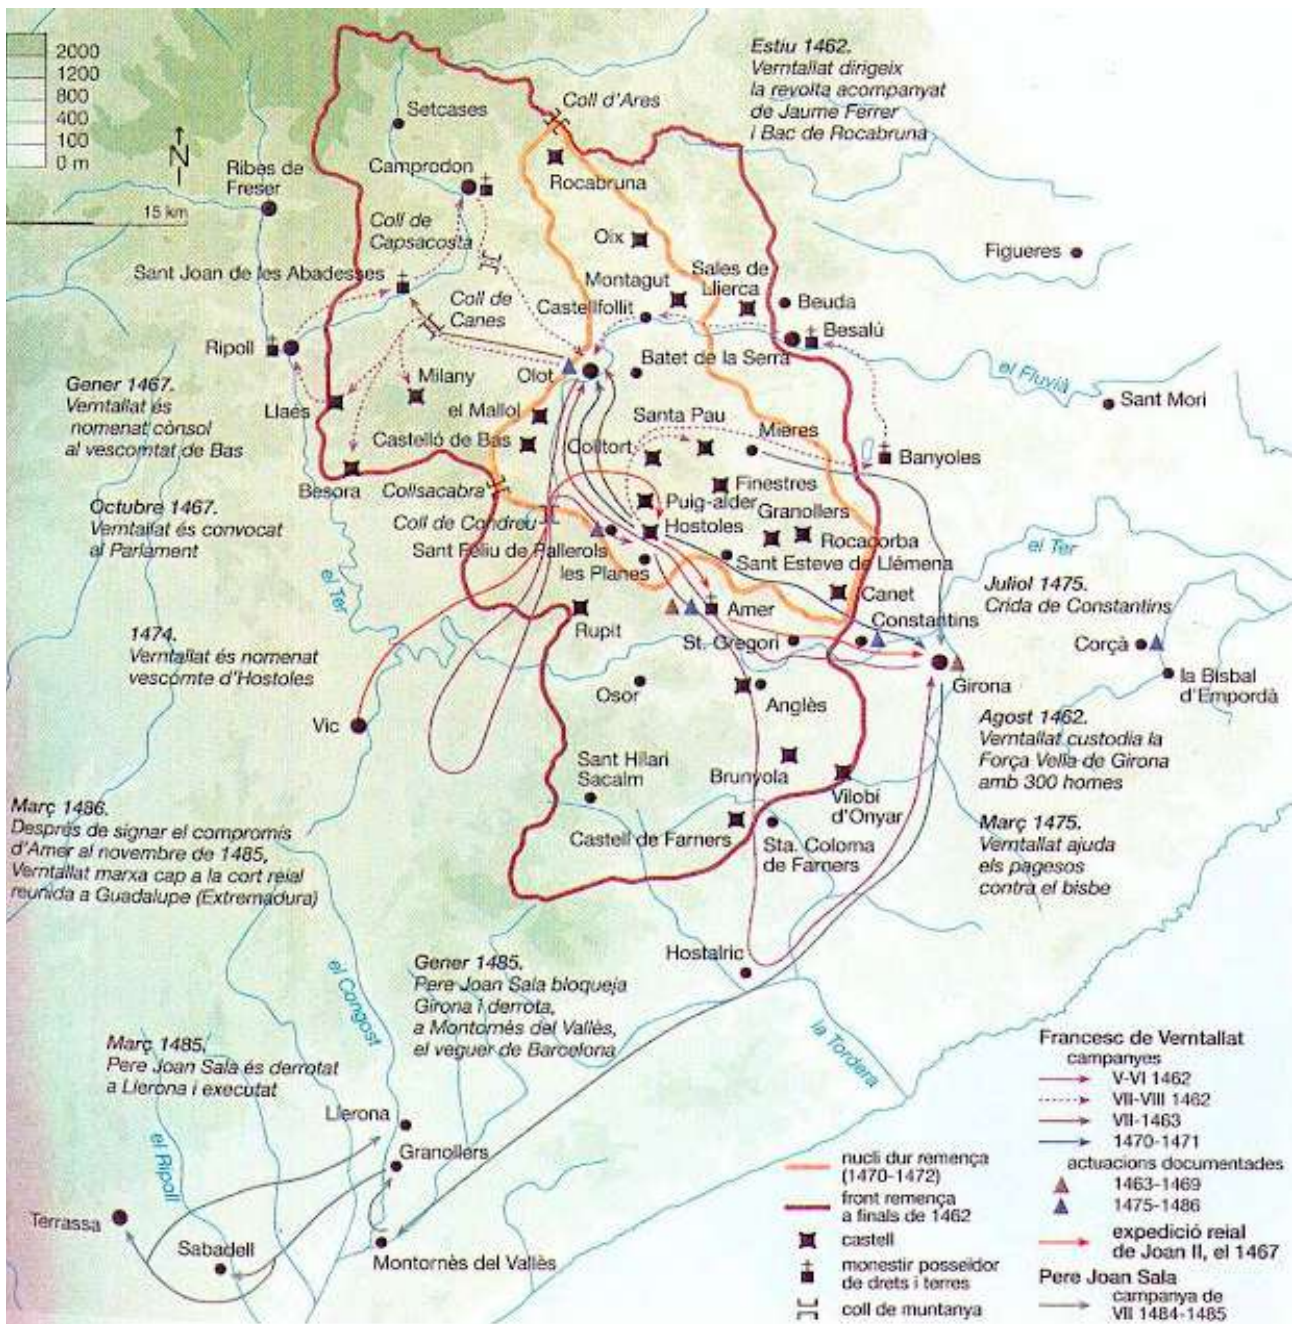 2000
1200
800
400
100
0 m
N
15 km
Estiu 1462.
Verntallat dirigeix
la revolta acompanyat
de Jaume Ferrer
i Bac de Rocabruna
Coll d'Ares
Setcases
Ribes de
Freser
Camprodon
Rocabruna
Coll de
Capsacosta
Oix
Figueres
Sant Joan de les Abadesses
Montagut
Sales de
Llierca
Castellfollit
Beuda
Coll de
Canes
Besalú
Ripoll
Batet de la Serra
el Fluvià
Olot
Gener 1467.
Verntallat és
nomenat cònsol
al vescomtat de Bas
Milany
Sant Mori
Llaés
el Mallol
Santa Pau
Mieres
Castelló de Bas
Colltort
Banyoles
Besora
Collsacabra
Finestres
Puig-alder
Granollers
Octubre 1467.
Verntallat és convocat
al Parlament
Coll de Condreu
Hostoles
Rocacorba
Sant Feliu de Pallerols
Sant Esteve de Llémena
el Ter
el Ter
les Planes
Canet
Juliol 1475.
Crida de Constantins
Rupit
Amer
Constantins
1474.
Verntallat és nomenat
vescomte d'Hostoles
St. Gregori
Corçà
Girona
la Bisbal
d'Empordà
Osor
Anglès
Vic
Agost 1462.
Verntallat custodia la
Força Vella de Girona
amb 300 homes
Sant Hilari
Sacalm
Brunyola
Vilobí
d'Onyar
Març 1486.
Després de signar el compromís
d'Amer al novembre de 1485,
Verntallat marxa cap a la cort reial
reunida a Guadalupe (Extremadura)
Castell de Farners
Sta. Coloma
de Farners
Març 1475.
Verntallat ajuda
els pagesos
contra el bisbe
Hostalric
Gener 1485.
Pere Joan Sala bloqueja
Girona i derrota,
a Montornès del Vallès,
el veguer de Barcelona
el Congost
la Tordera
Març 1485.
Pere Joan Sala és derrotat
a Llerona i executat
Llerona
Granollers
el Ripoll
Terrassa
Sabadell
Montornès del Vallès
nucli dur remença
(1470-1472)
front remença
a finals de 1462
castell
monestir posseïdor
de drets i terres
coll de muntanya
Francesc de Verntallat
campanyes
V-VI 1462
VII-VIII 1462
VII-1463
1470-1471
actuacions documentades
1463-1469
1475-1486
expedició reial
de Joan II, el 1467
Pere Joan Sala
campanya de
VII 1484-1485